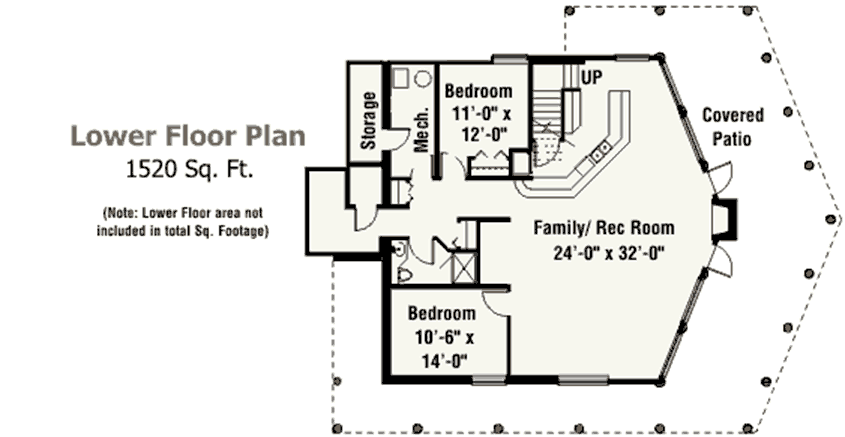 Lower Floor Plan
1520 Sq. Ft.
(Note: Lower Floor area not
included in total Sq. Footage)
Storage
Mech.
Bedroom
11'-0" x
12'-0"
UP
Covered
Patio
Family/ Rec Room
24'-0" x 32'-0"
Bedroom
10'-6" x
14'-0"